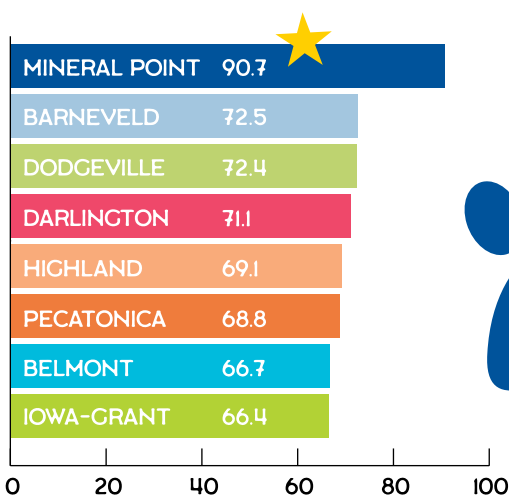 MINERAL POINT 90.7
BARNEVELD 72.5
DODGEVILLE 72.4
DARLINGTON 71.1
HIGHLAND 69.1
PECATONICA 68.8
BELMONT 66.7
IOWA-GRANT 66.4
0 20 40 60 80 100